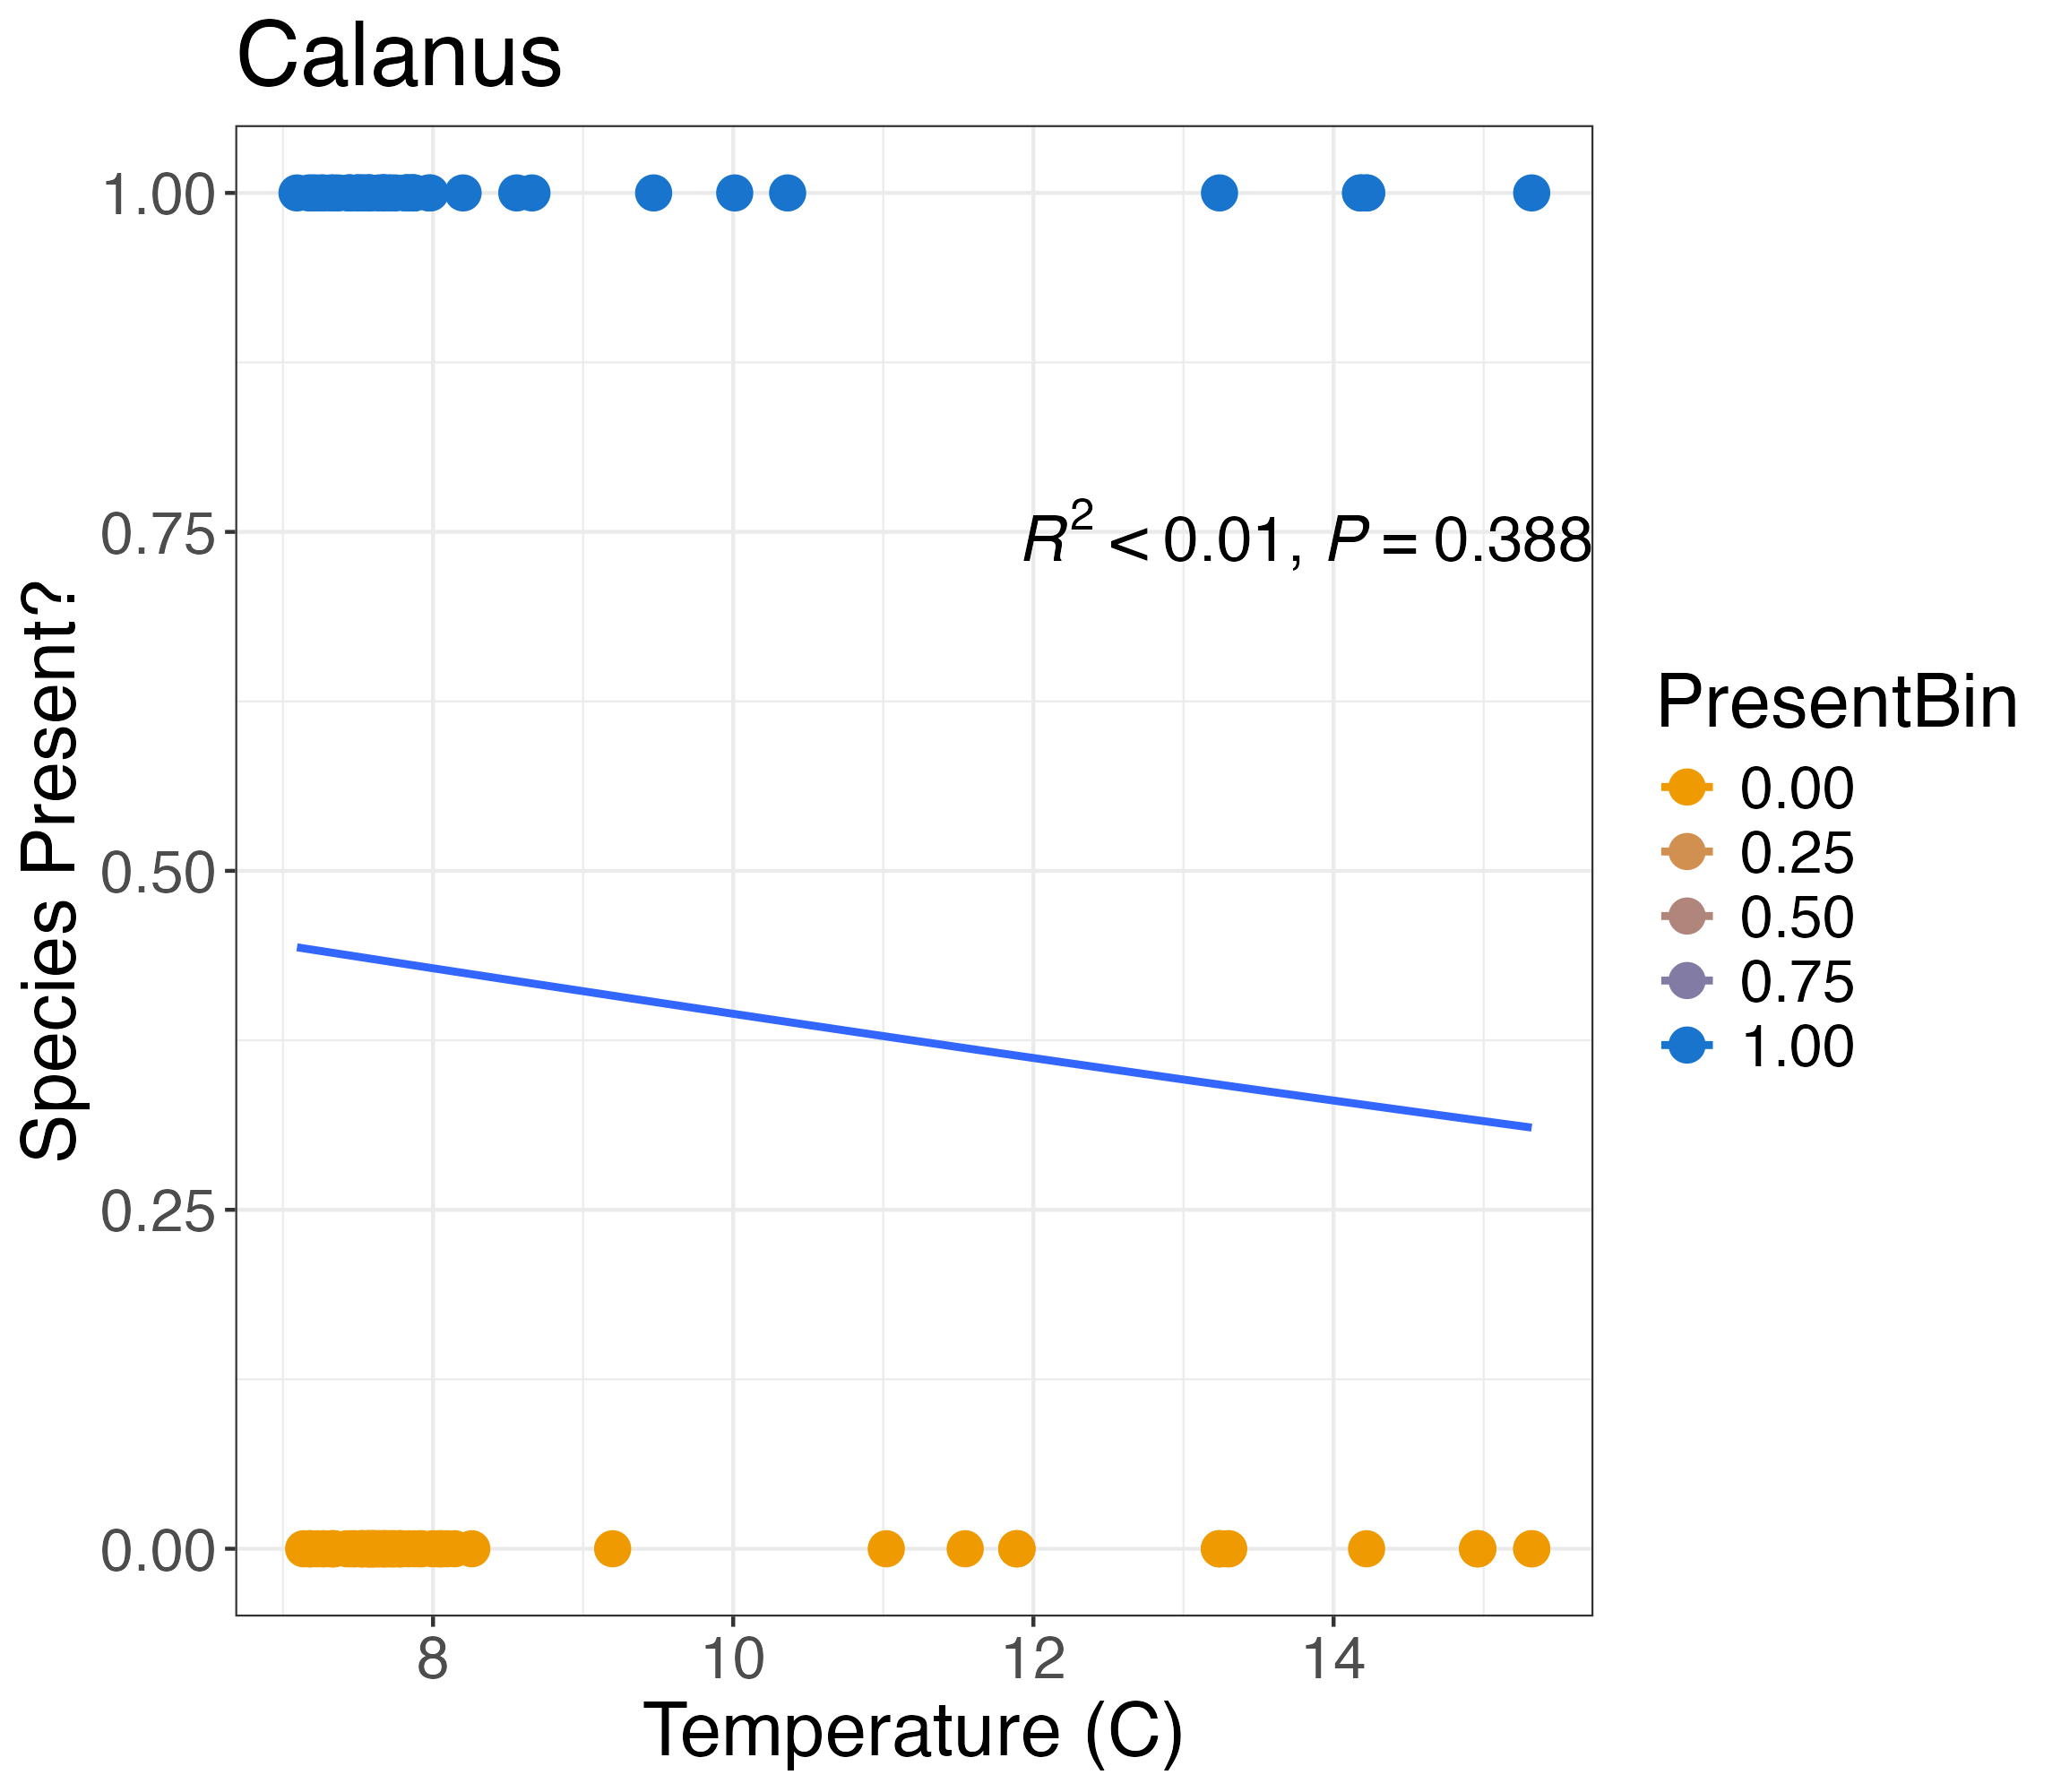 Calanus
1.00
0.75
0.50
0.25
0.00
Species Present?
R² < 0.01, P = 0.388
8 10 12 14
Temperature (C)
PresentBin
0.00
0.25
0.50
0.75
1.00